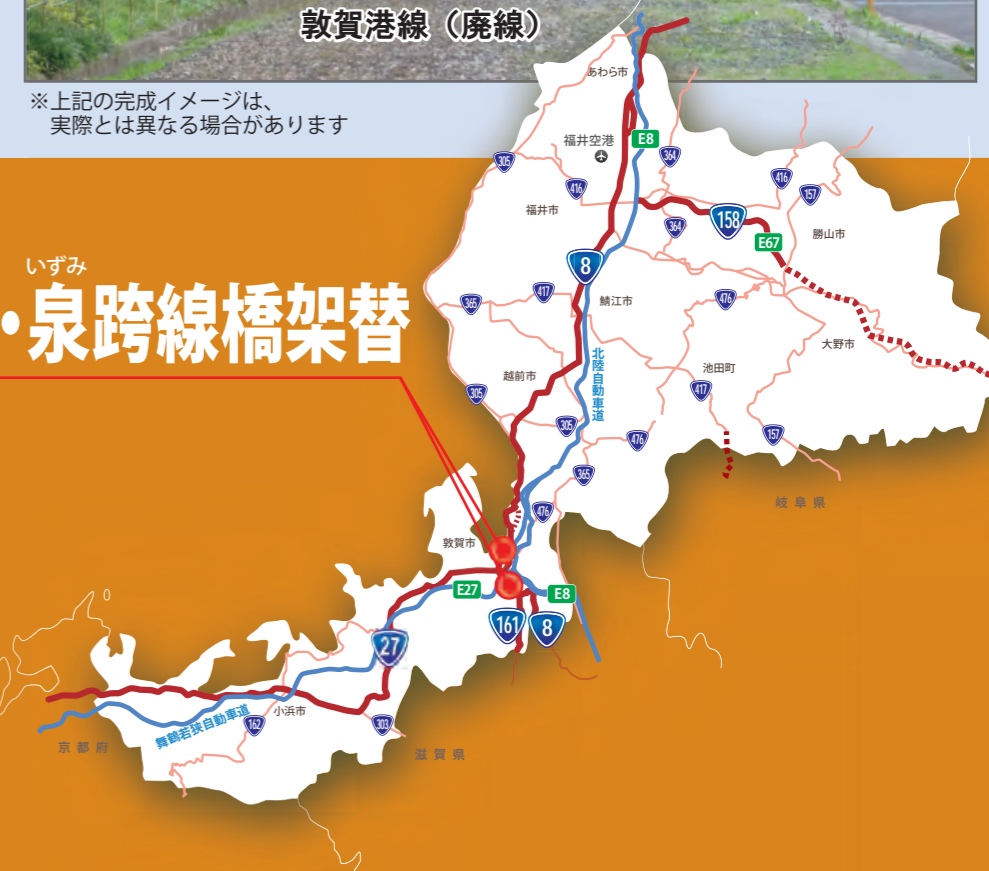 敦賀港線（廃線）
※上記の完成イメージは、
実際とは異なる場合があります
あわら市
福井空港
E8
305
364
416
416
157
福井市
364
158
勝山市
E67
8
いずみ
・泉跨線橋架替
365
417
鯖江市
476
大野市
北陸自動車道
越前市
池田町
305
417
305
476
157
365
岐阜県
476
敦賀市
E27
E8
161
8
27
小浜市
舞鶴若狭自動車道
162
303
京都府
滋賀県